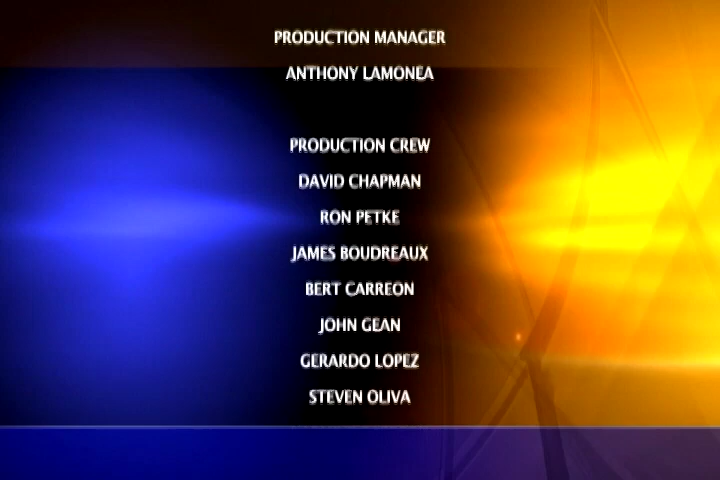 PRODUCTION MANAGER
ANTHONY LAMONEA
PRODUCTION CREW
DAVID CHAPMAN
RON PETKE
JAMES BOUDREAUX
BERT CARREON
JOHN GEAN
GERARDO LOPEZ
STEVEN OLIVA